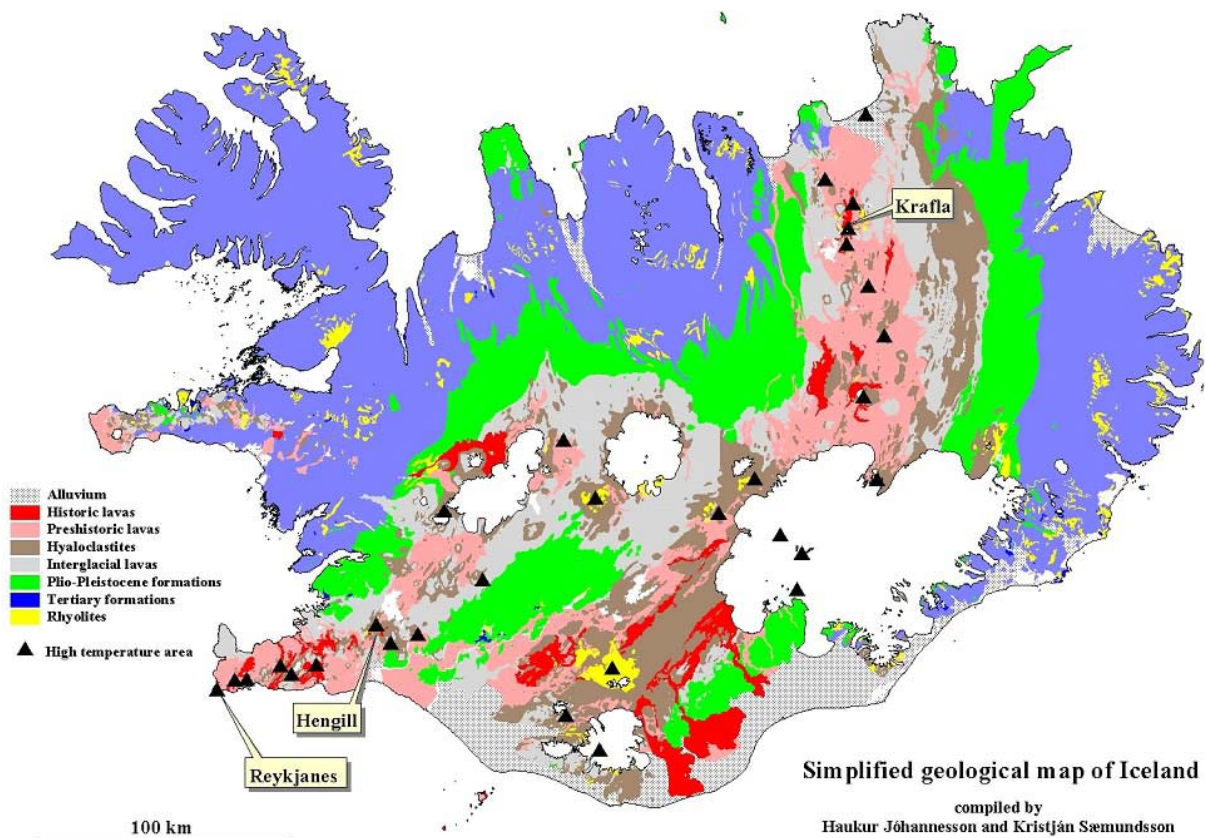 Krafla
Alluvium
Historic lavas
Preshistoric lavas
Hyaloclastites
Interglacial lavas
Plio-Pleistocene formations
Tertiary formations
Rhyolites
High temperature area
Hengill
Reykjanes
100 km
Simplified geological map of Iceland
compiled by
Haukur Jóhannesson and Kristján Sæmundsson